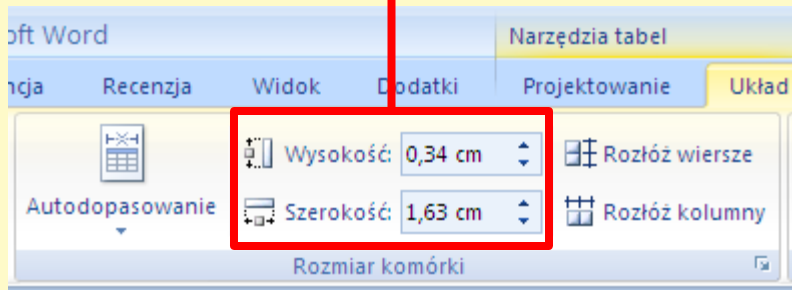 oft Word
Narzędzia tabel
ncja Recenzja Widok Dodatki Projektowanie Układ
Wysokość: 0,34 cm Rozłóż wiersze
Autodopasowanie Szerokość: 1,63 cm Rozłóż kolumny
Rozmiar komórki